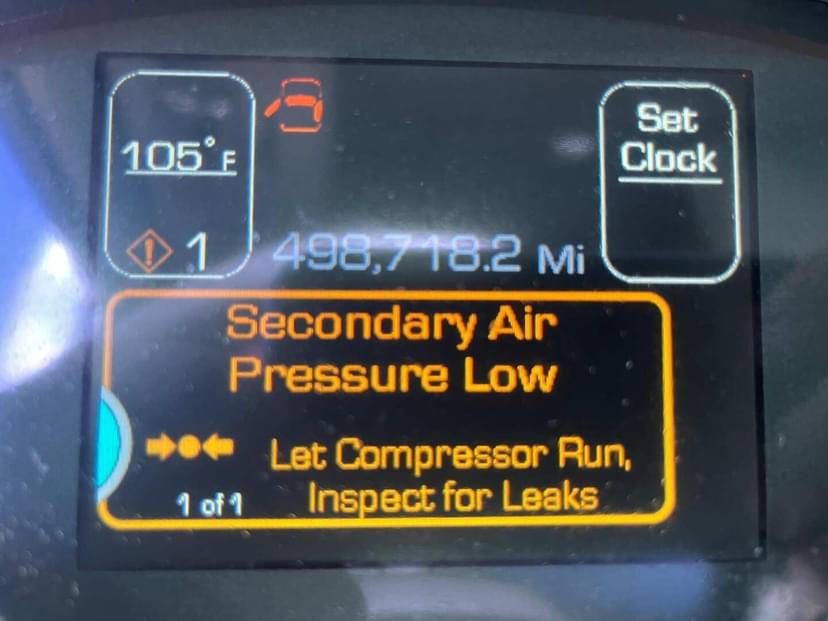 105°F
1
498,718.2 Mi
Set
Clock
Secondary Air
Pressure Low
Let Compressor Run,
Inspect for Leaks
1 of 1